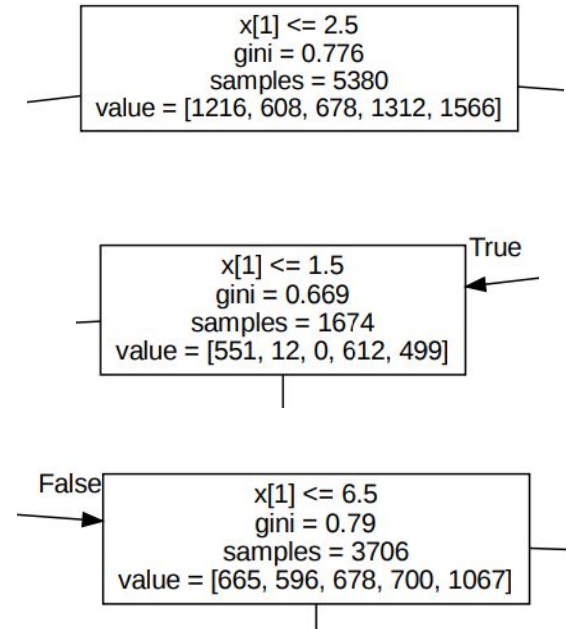 x[1] <= 2.5
gini = 0.776
samples = 5380
value = [1216, 608, 678, 1312, 1566]
True
x[1] <= 1.5
gini = 0.669
samples = 1674
value = [551, 12, 0, 612, 499]
False
x[1] <= 6.5
gini = 0.79
samples = 3706
value = [665, 596, 678, 700, 1067]